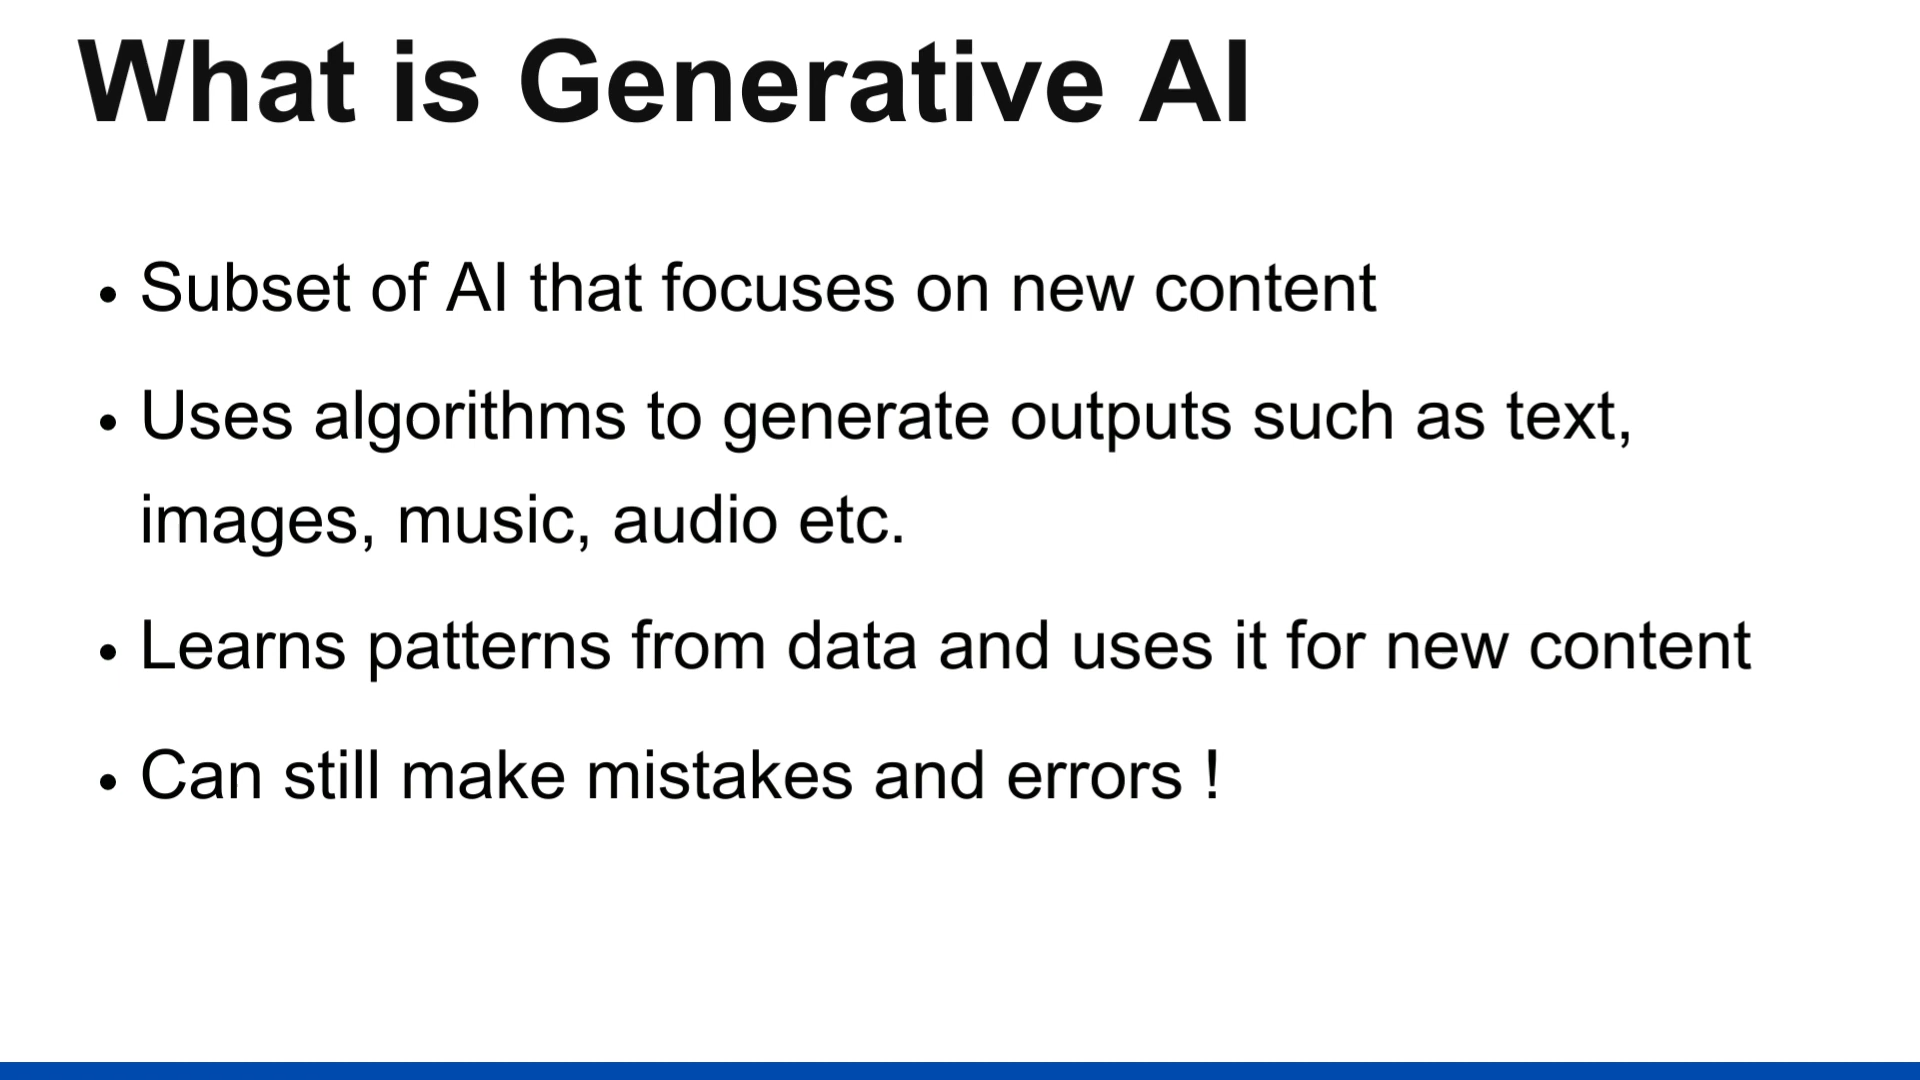 What is Generative AI
• Subset of AI that focuses on new content
• Uses algorithms to generate outputs such as text,
images, music, audio etc.
• Learns patterns from data and uses it for new content
• Can still make mistakes and errors !